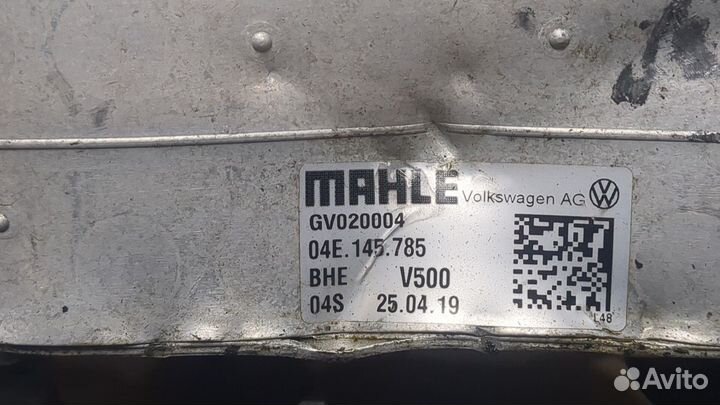 MAHLE Volkswagen AG
GV020004
04E.145.785
BHE V500
04S 25.04.19
L48
Avito